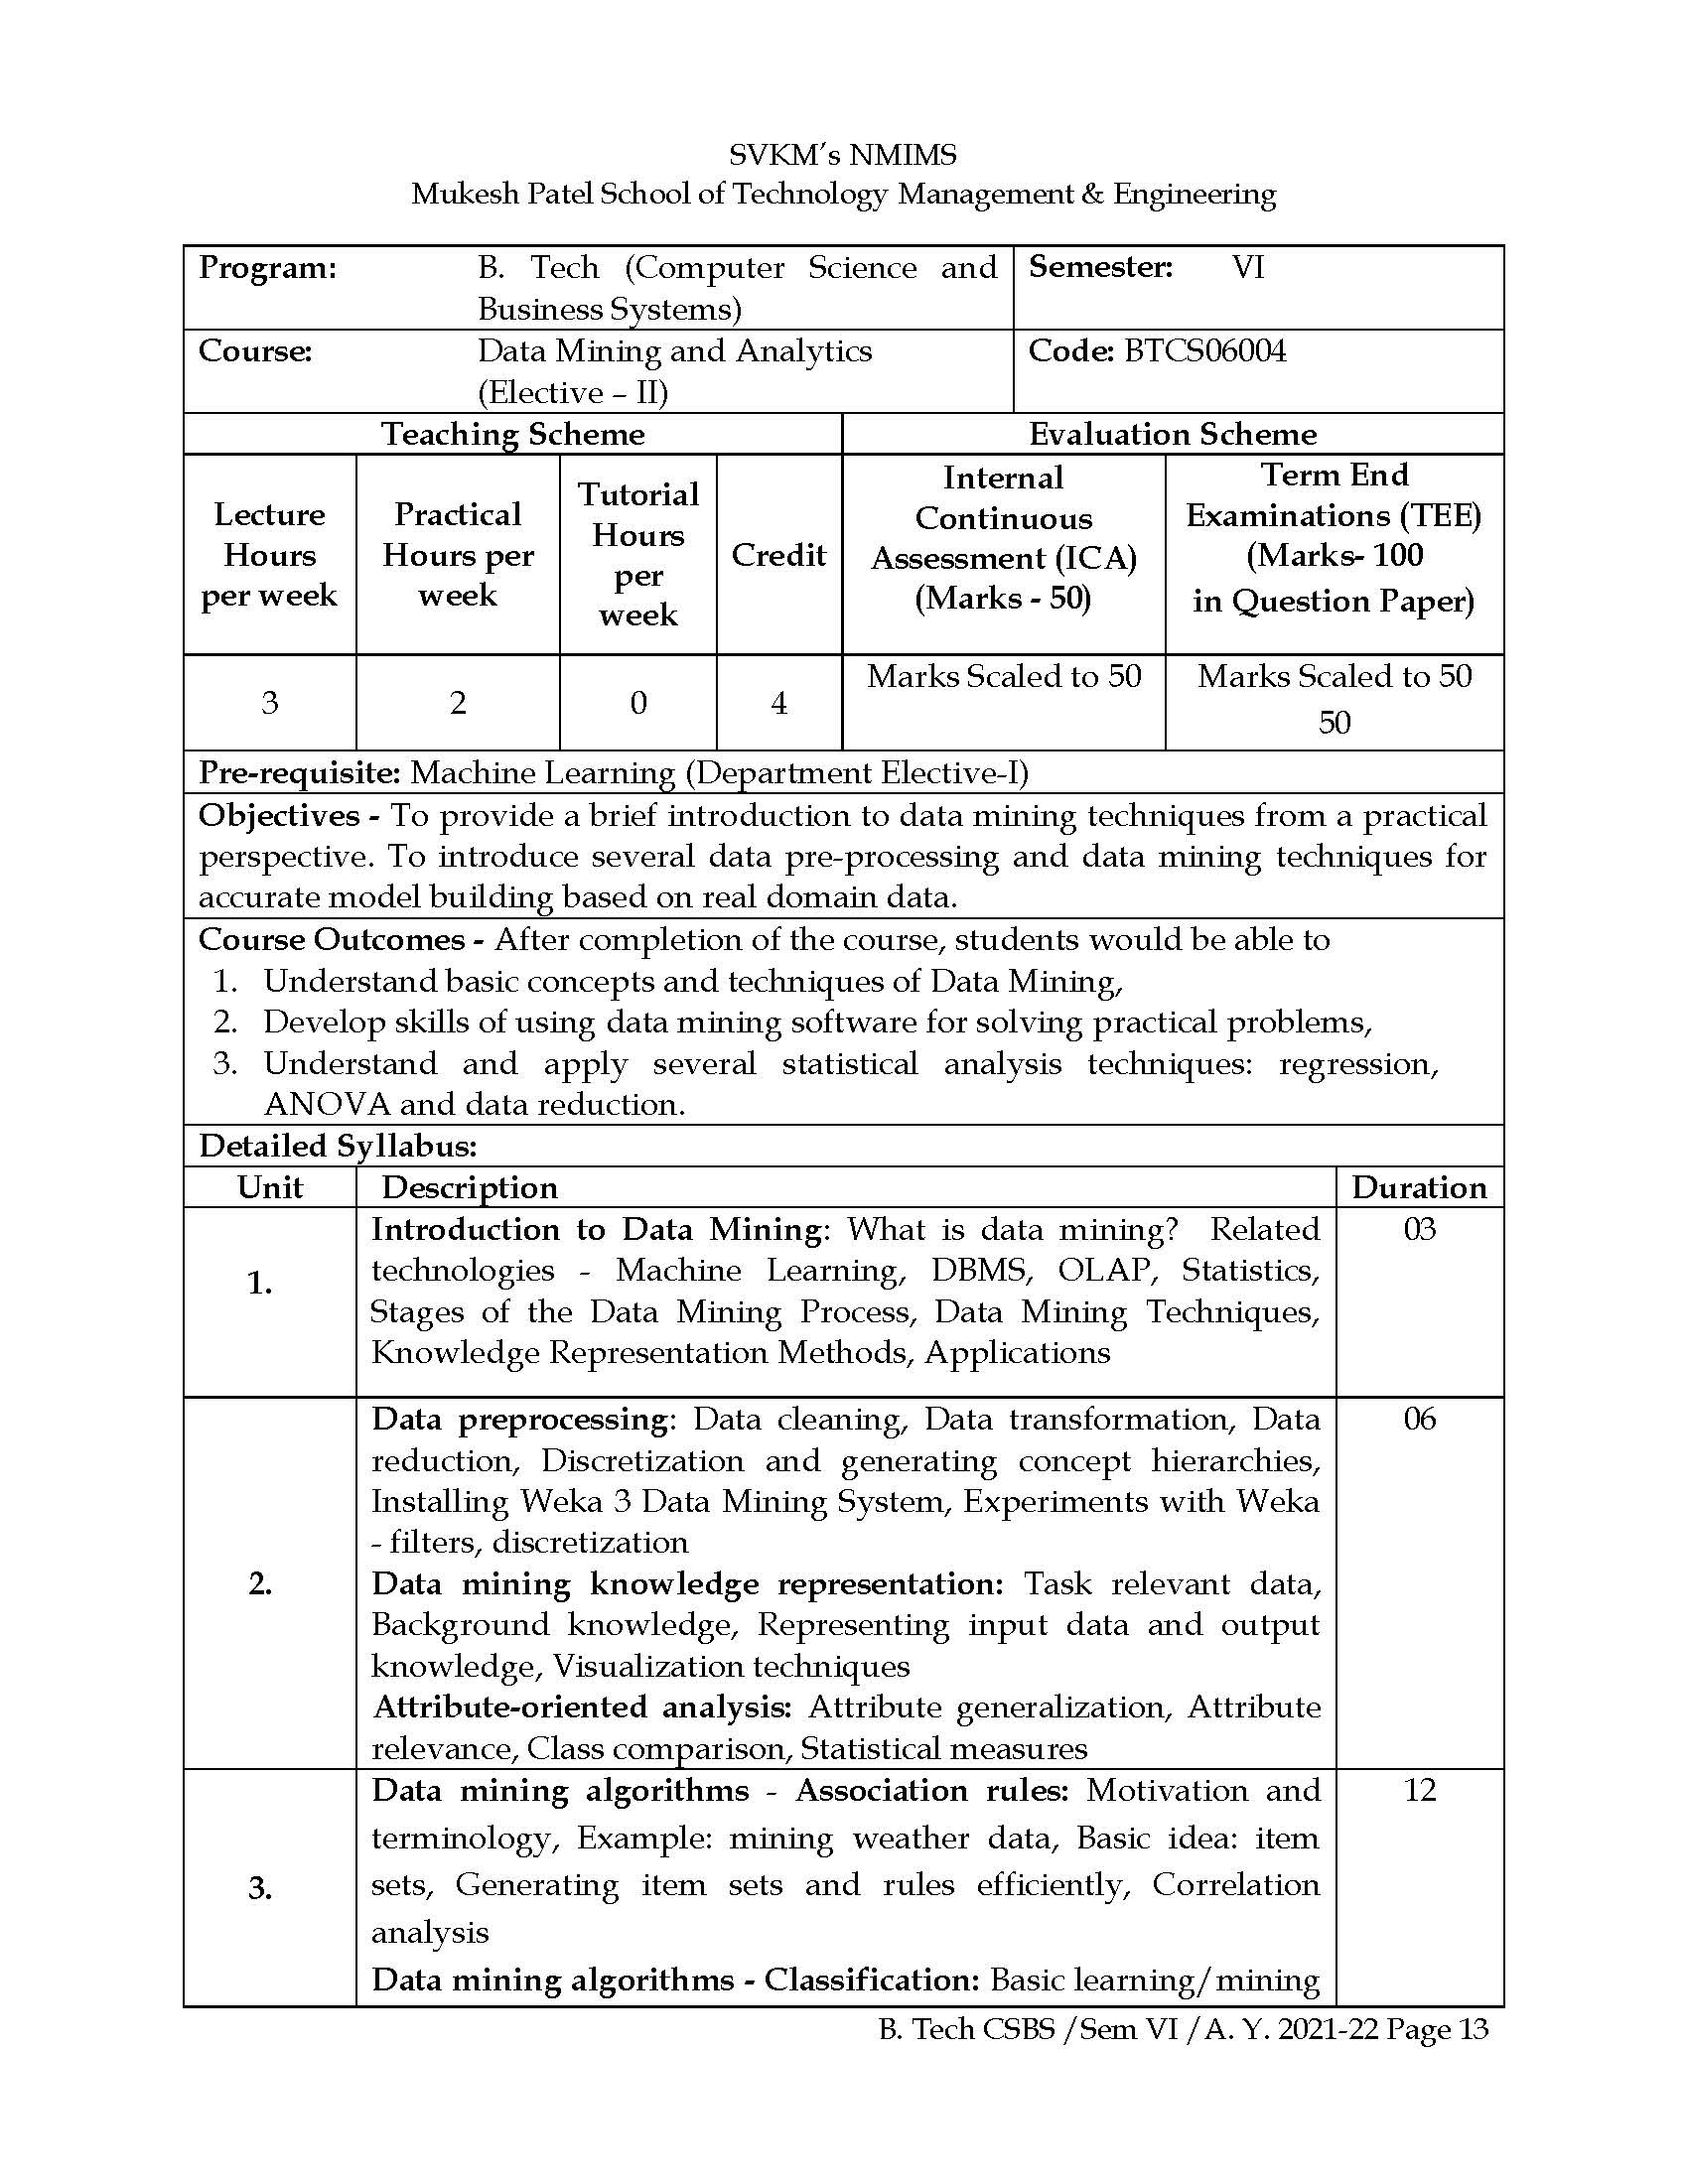 SVKM's NMIMS
Mukesh Patel School of Technology Management & Engineering
Program: B. Tech (Computer Science and Business Systems)
Semester: VI
Course: Data Mining and Analytics (Elective – II)
Code: BTCS06004
Teaching Scheme
Evaluation Scheme
Lecture Hours per week
Practical Hours per week
Tutorial Hours per week
Credit
Internal Continuous Assessment (ICA) (Marks - 50)
Term End Examinations (TEE) (Marks- 100 in Question Paper)
3
2
0
4
Marks Scaled to 50
Marks Scaled to 50
50
Pre-requisite: Machine Learning (Department Elective-I)
Objectives - To provide a brief introduction to data mining techniques from a practical
perspective. To introduce several data pre-processing and data mining techniques for
accurate model building based on real domain data.
Course Outcomes - After completion of the course, students would be able to
1. Understand basic concepts and techniques of Data Mining,
2. Develop skills of using data mining software for solving practical problems,
3. Understand and apply several statistical analysis techniques: regression,
ANOVA and data reduction.
Detailed Syllabus:
Unit Description Duration
1.
Introduction to Data Mining: What is data mining? Related
technologies - Machine Learning, DBMS, OLAP, Statistics,
Stages of the Data Mining Process, Data Mining Techniques,
Knowledge Representation Methods, Applications
03
2.
Data preprocessing: Data cleaning, Data transformation, Data
reduction, Discretization and generating concept hierarchies,
Installing Weka 3 Data Mining System, Experiments with Weka
- filters, discretization
Data mining knowledge representation: Task relevant data,
Background knowledge, Representing input data and output
knowledge, Visualization techniques
Attribute-oriented analysis: Attribute generalization, Attribute
relevance, Class comparison, Statistical measures
06
3.
Data mining algorithms - Association rules: Motivation and
terminology, Example: mining weather data, Basic idea: item
sets, Generating item sets and rules efficiently, Correlation
analysis
Data mining algorithms - Classification: Basic learning/mining
12
B. Tech CSBS /Sem VI /A. Y. 2021-22 Page 13